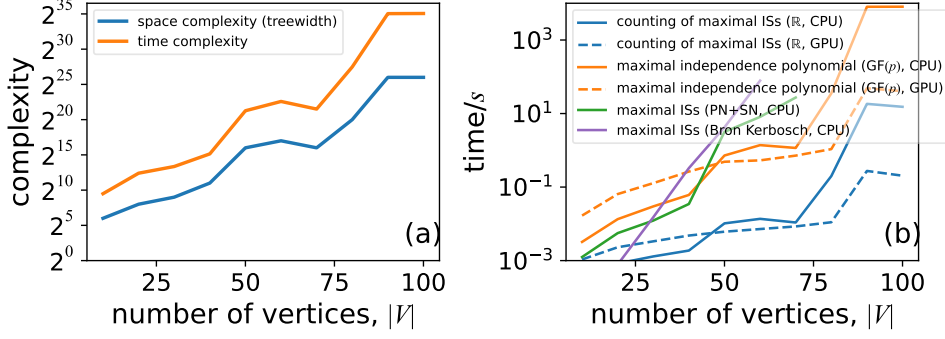 2^35
2^30
2^25
2^20
2^15
2^10
2^5
2^0
complexity
space complexity (treewidth)
time complexity
(a)
25 50 75 100
number of vertices, |V|
10^3
10^1
10^−1
10^−3
time/s
counting of maximal ISs (ℝ, CPU)
counting of maximal ISs (ℝ, GPU)
maximal independence polynomial (GF(p), CPU)
maximal independence polynomial (GF(p), GPU)
maximal ISs (PN+SN, CPU)
maximal ISs (Bron Kerbosch, CPU)
(b)
25 50 75 100
number of vertices, |V|